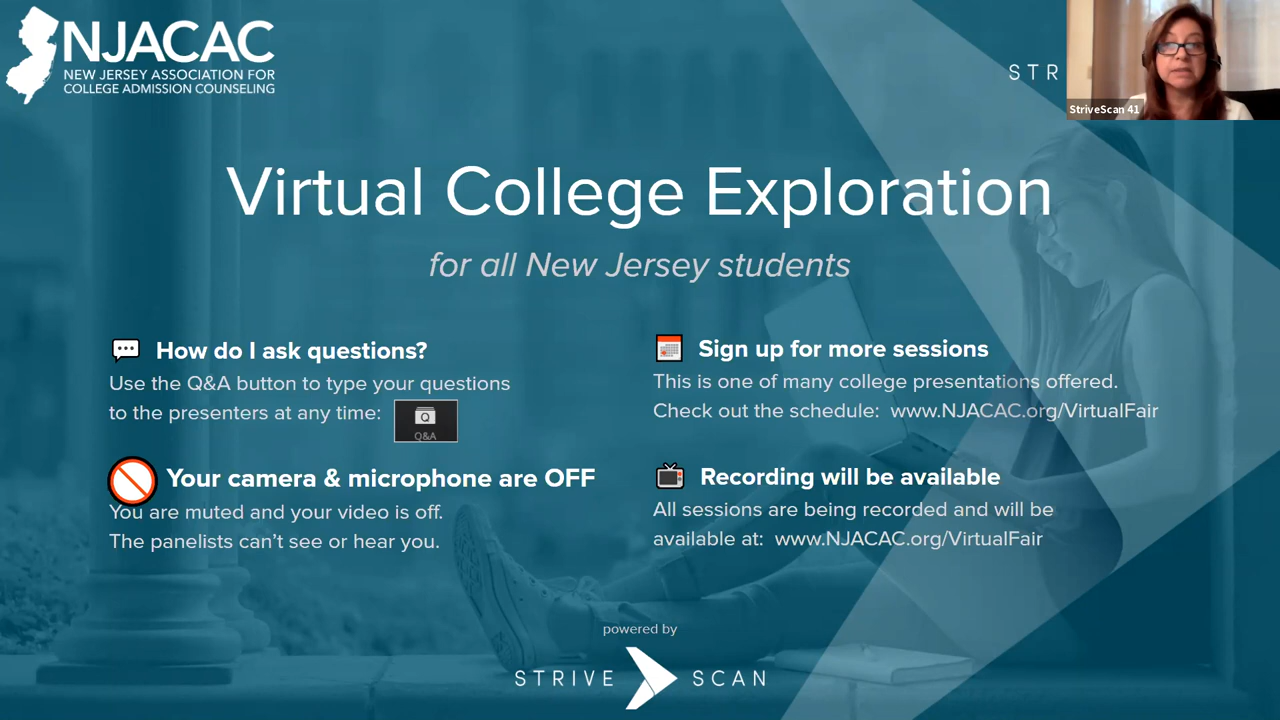 NJACAC
NEW JERSEY ASSOCIATION FOR
COLLEGE ADMISSION COUNSELING
STR
StriveScan 41
Virtual College Exploration
for all New Jersey students
How do I ask questions?
Use the Q&A button to type your questions
to the presenters at any time:
Q
Q&A
Sign up for more sessions
This is one of many college presentations offered.
Check out the schedule: www.NJACAC.org/VirtualFair
Your camera & microphone are OFF
You are muted and your video is off.
The panelists can't see or hear you.
Recording will be available
All sessions are being recorded and will be
available at: www.NJACAC.org/VirtualFair
powered by
STRIVE SCAN